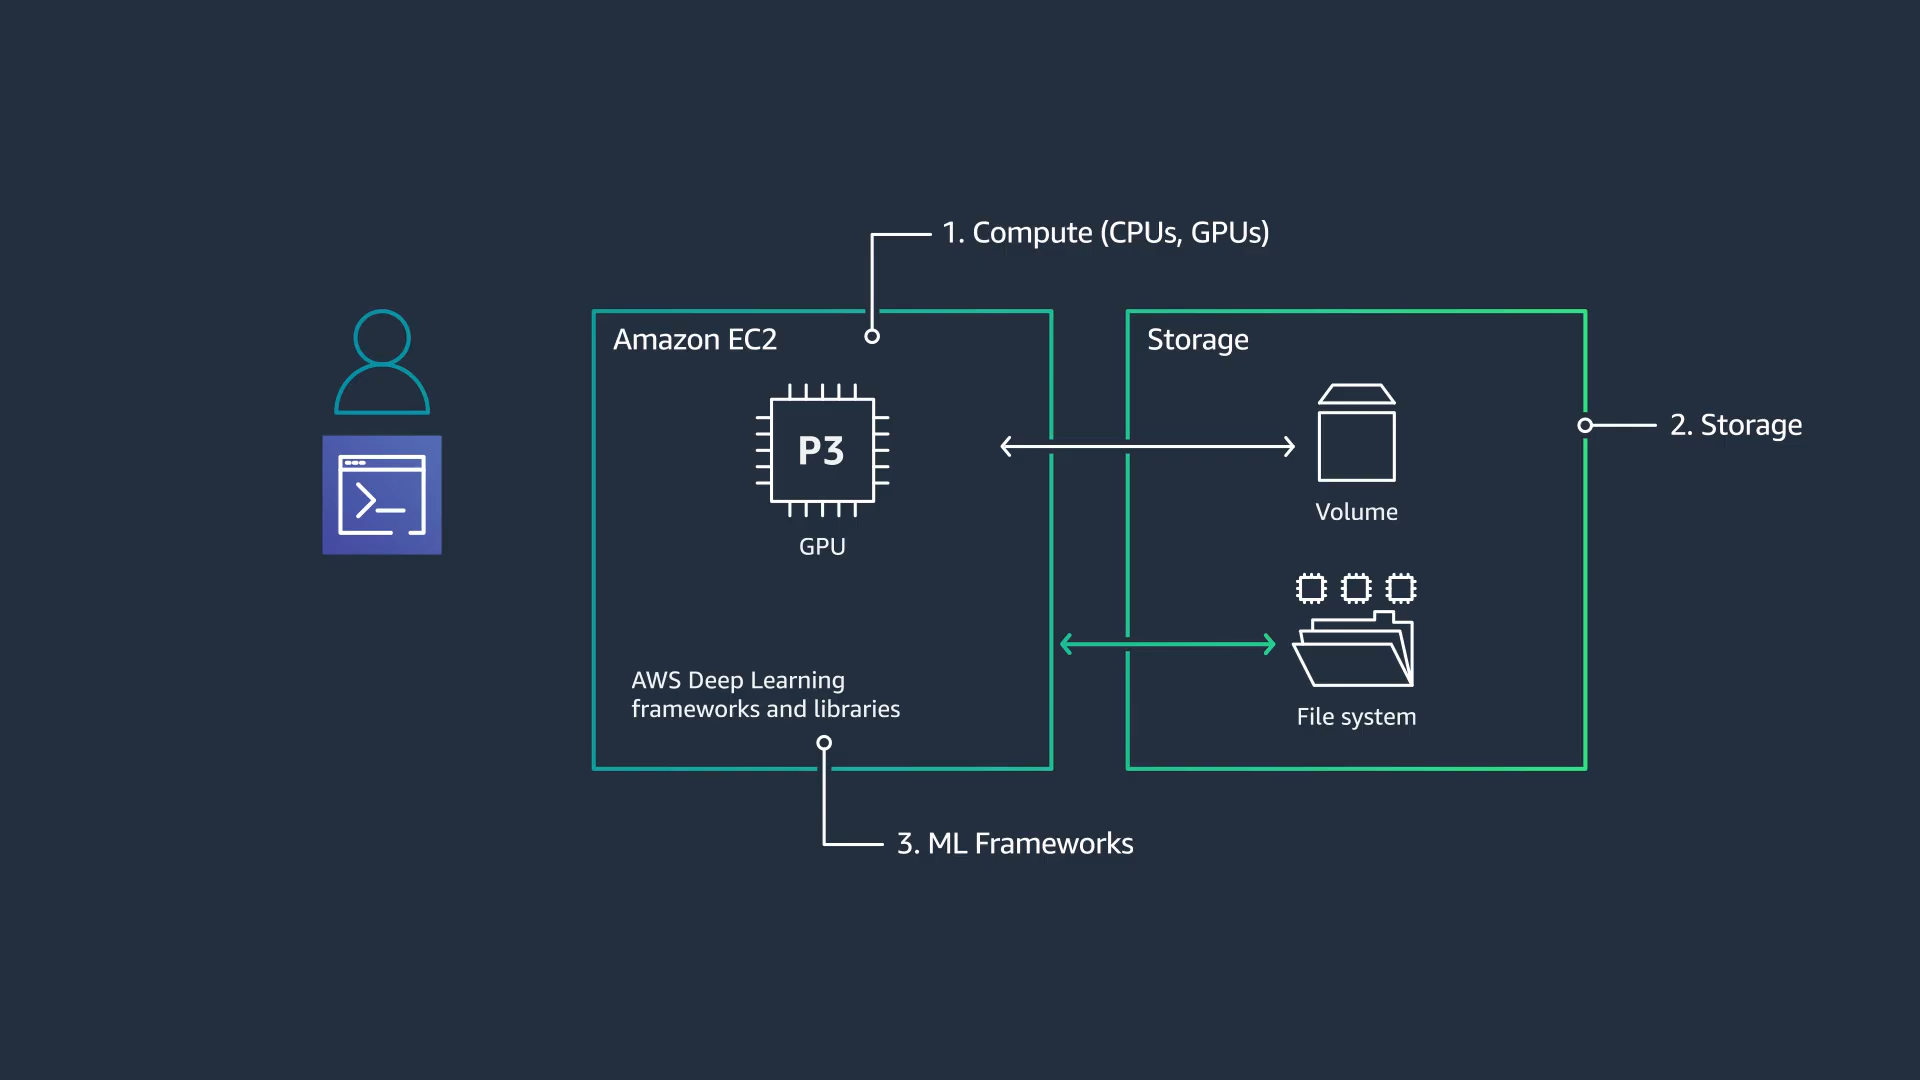 1. Compute (CPUs, GPUs)
Amazon EC2
P3
GPU
AWS Deep Learning
frameworks and libraries
3. ML Frameworks
Storage
Volume
File system
2. Storage